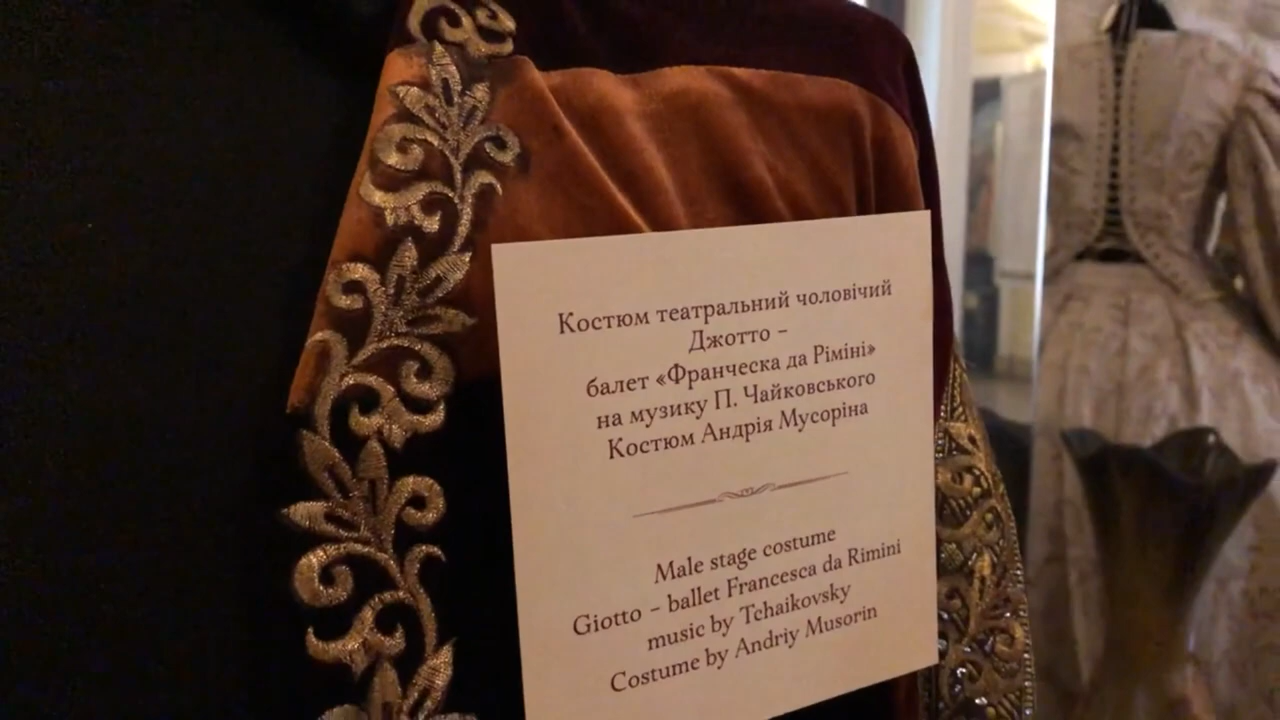 Костюм театральний чоловічий
Джотто –
балет «Франческа да Ріміні»
на музику П. Чайковського
Костюм Андрія Мусоріна
Male stage costume
Giotto – ballet Francesca da Rimini
music by Tchaikovsky
Costume by Andriy Musorin